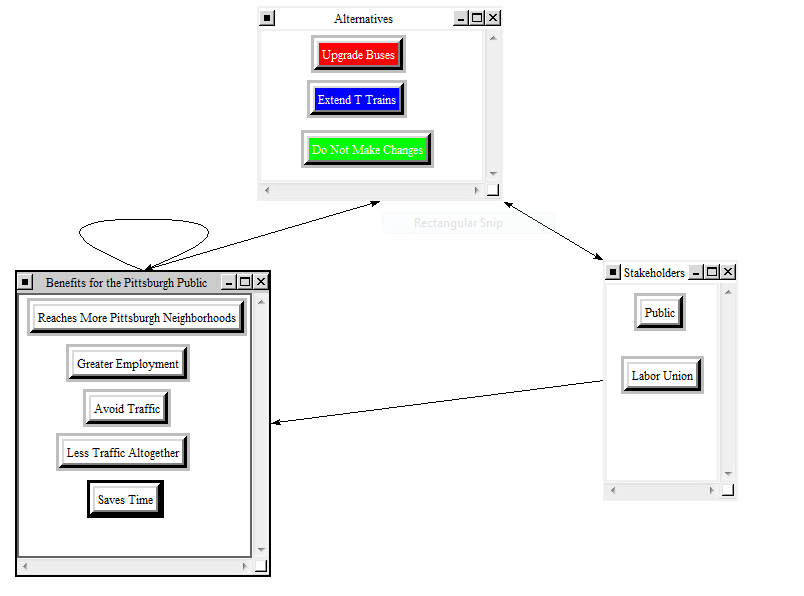 Alternatives
Upgrade Buses
Extend T Trains
Do Not Make Changes
Rectangular Snip
Benefits for the Pittsburgh Public
Reaches More Pittsburgh Neighborhoods
Greater Employment
Avoid Traffic
Less Traffic Altogether
Saves Time
Stakeholders
Public
Labor Union